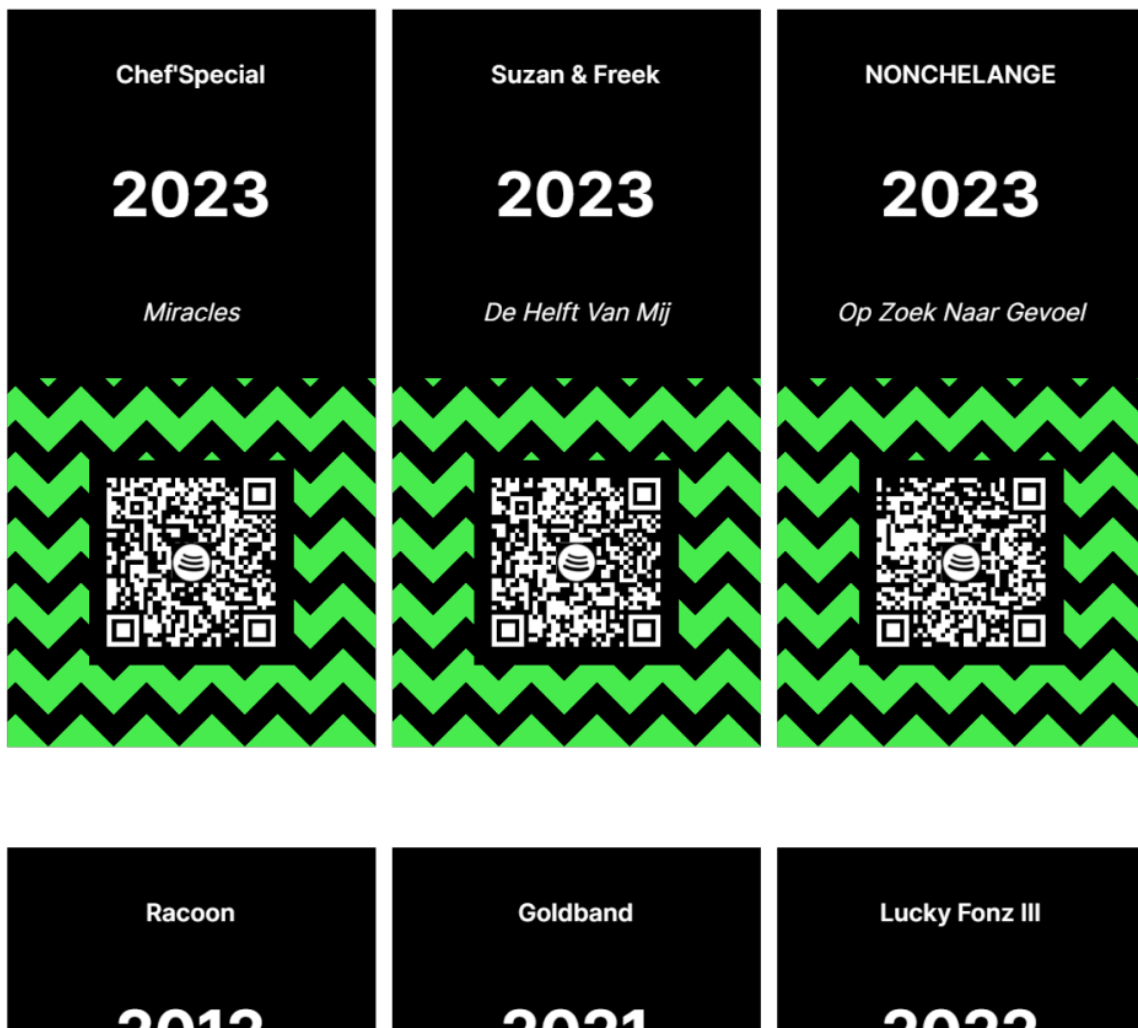 Chef'Special
2023
Miracles
Suzan & Freek
2023
De Helft Van Mij
NONCHELANGE
2023
Op Zoek Naar Gevoel
Racoon
Goldband
Lucky Fonz III